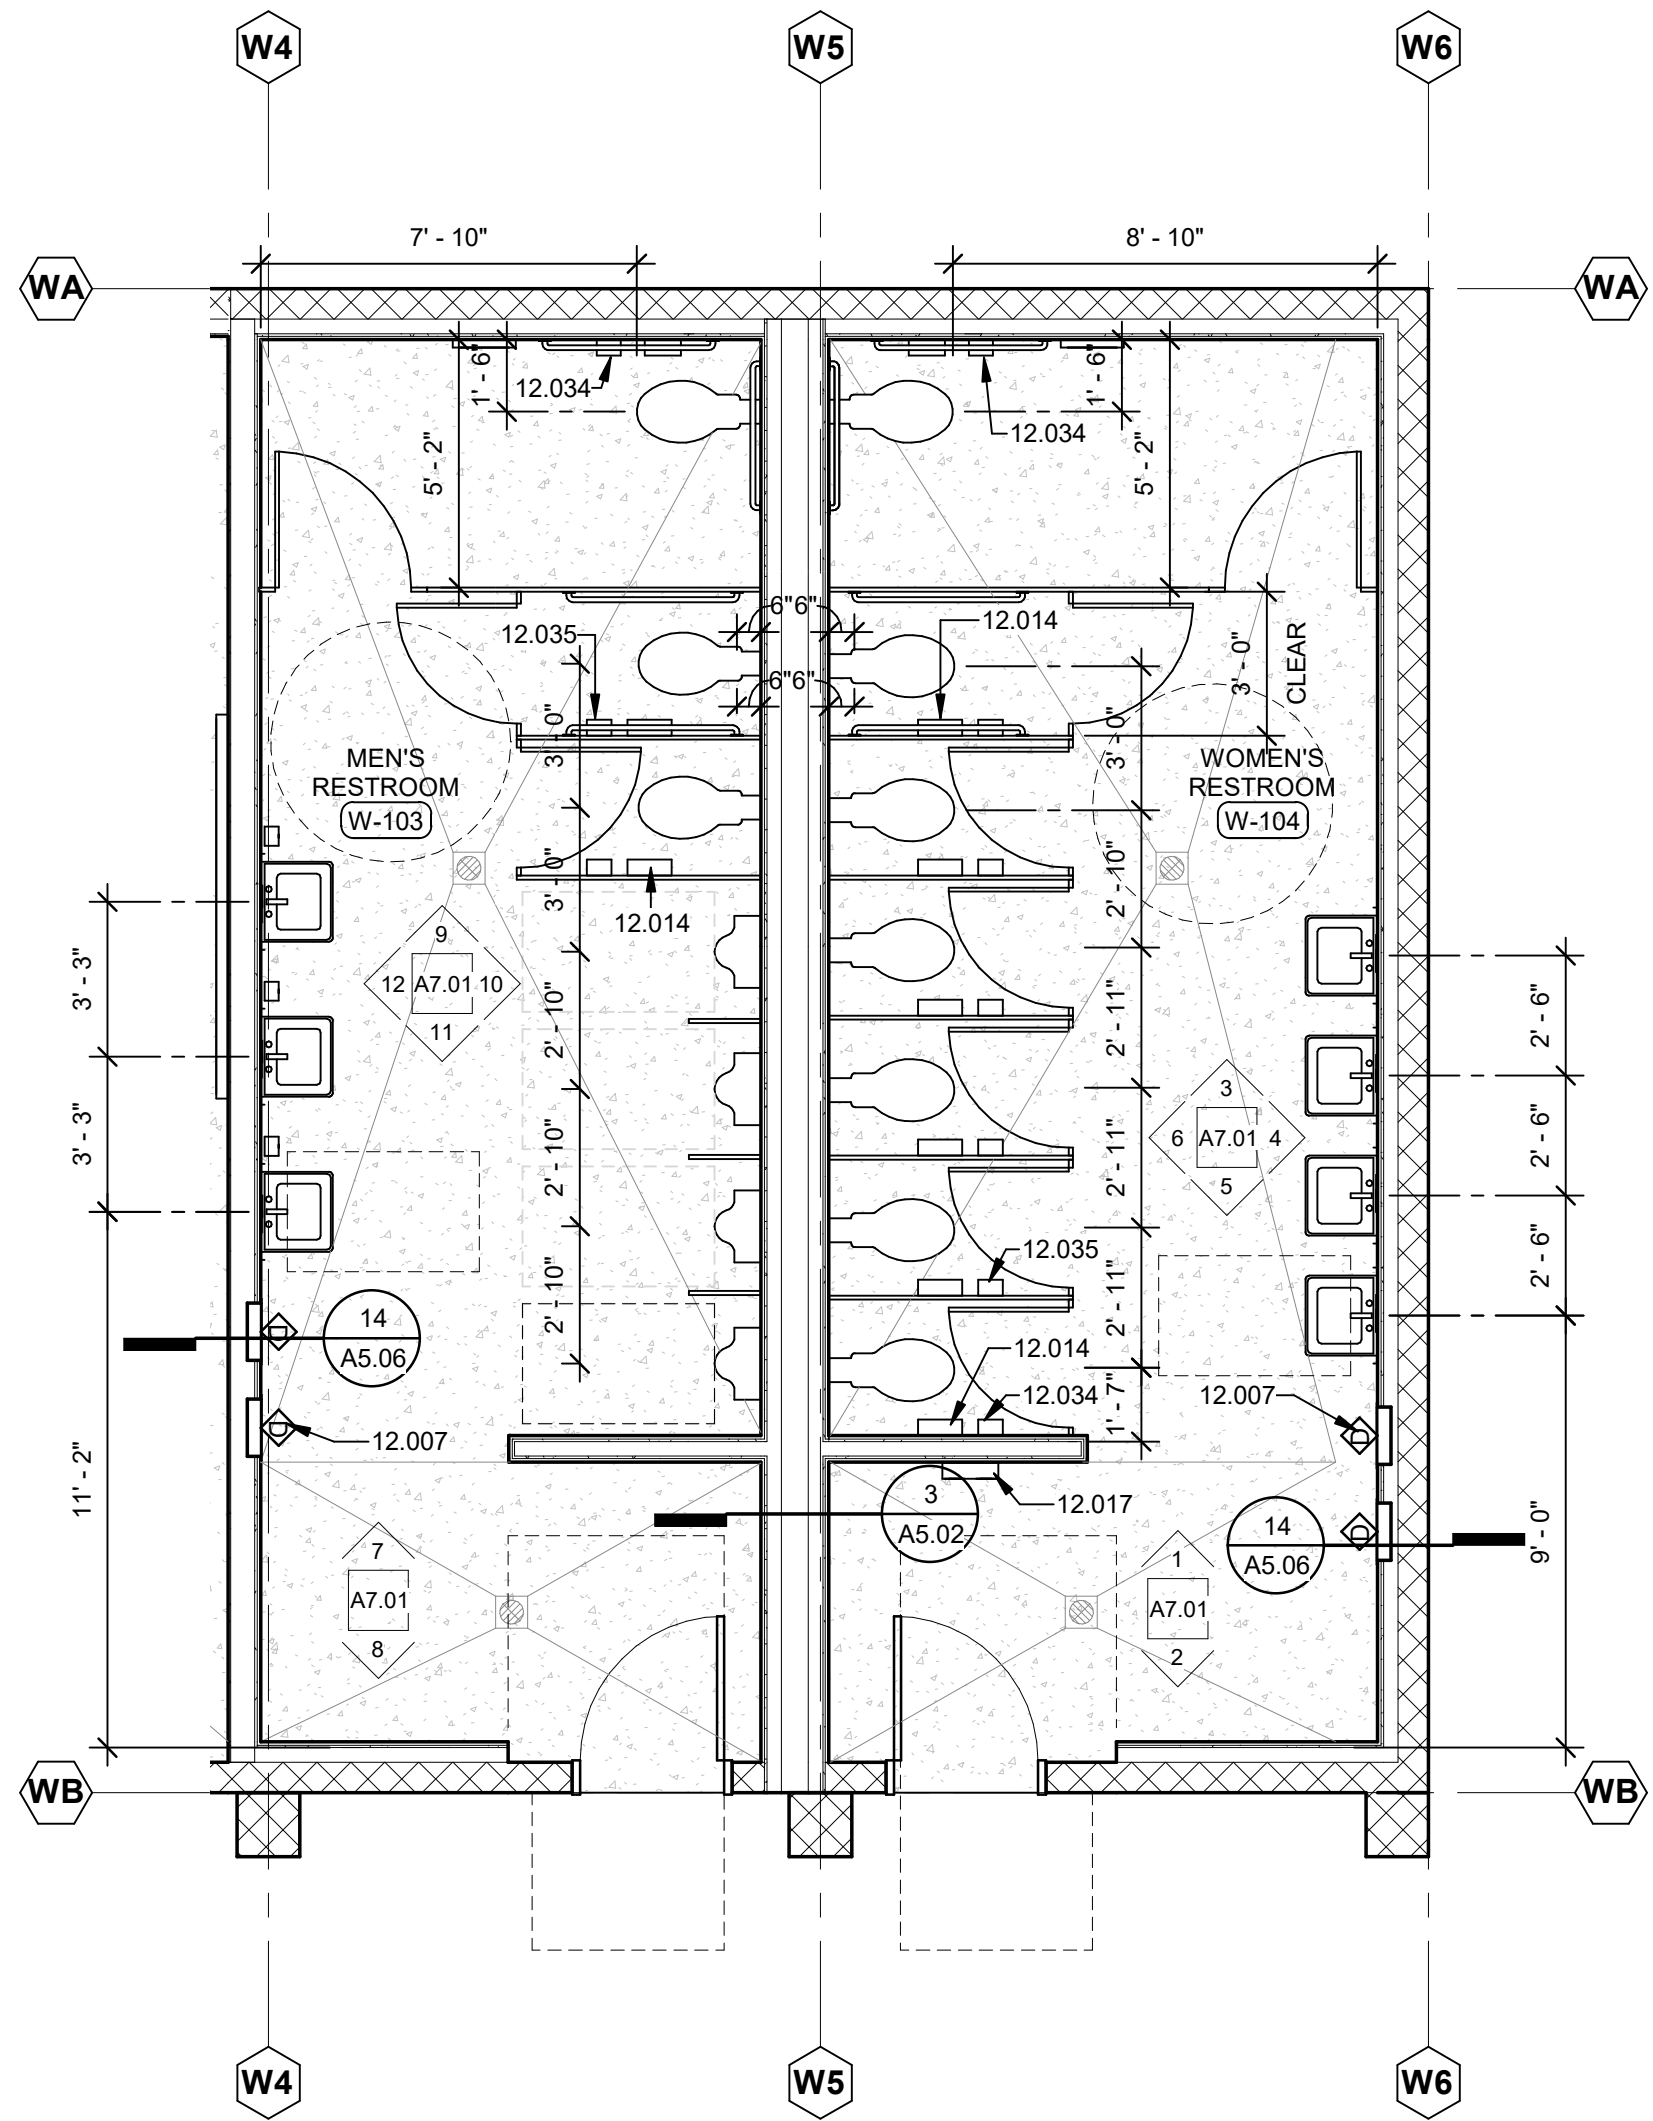 W4
W5
W6
7' - 10"
8' - 10"
WA
WA
1' - 6"
12.034
1' - 6"
12.034
5' - 2"
5' - 2"
6"
6"
12.035
12.014
3' - 0"
CLEAR
6"
6"
3' - 0"
3' - 0"
MEN'S
RESTROOM
W-103
WOMEN'S
RESTROOM
W-104
3' - 0"
2' - 10"
12.014
9
12
A7.01
10
11
3' - 3"
2' - 10"
2' - 11"
2' - 6"
3
6
A7.01
4
5
3' - 3"
2' - 10"
2' - 11"
2' - 6"
12.035
2' - 10"
2' - 11"
2' - 6"
14
A5.06
12.014
12.034
1' - 7"
12.007
12.007
11' - 2"
3
A5.02
12.017
14
A5.06
9' - 0"
7
A7.01
8
1
A7.01
2
WB
WB
W4
W5
W6